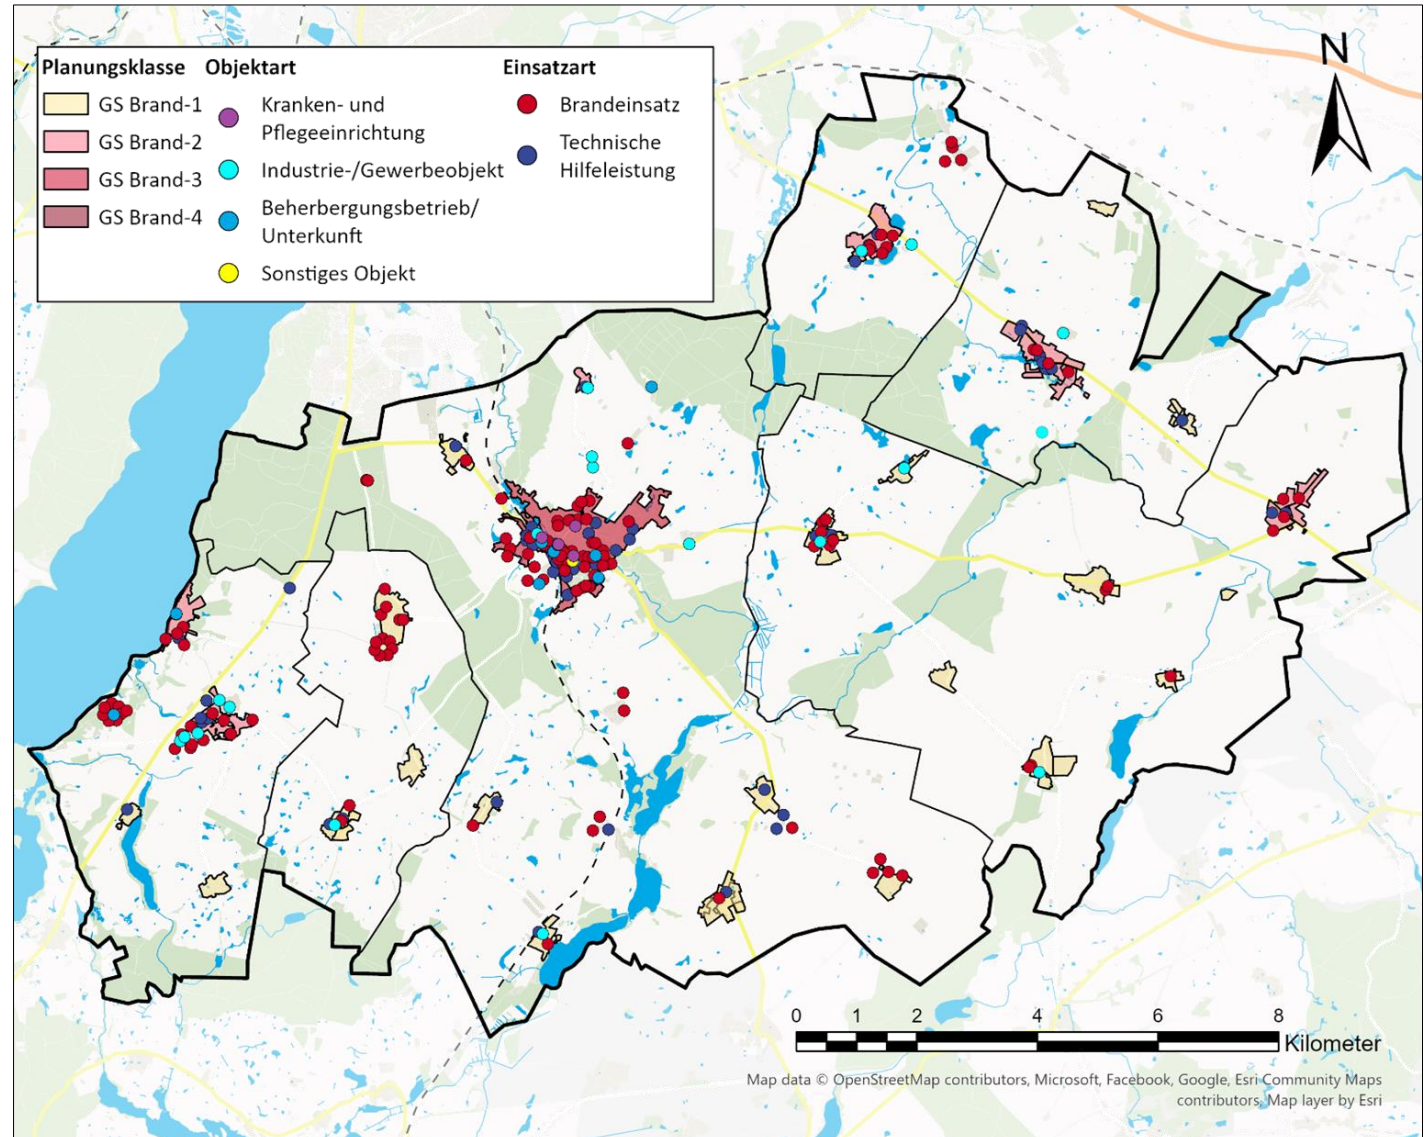 Planungsklasse Objektart Einsatzart
GS Brand-1
GS Brand-2
GS Brand-3
GS Brand-4
Kranken- und
Pflegeeinrichtung
Industrie-/Gewerbeobjekt
Beherbergungsbetrieb/
Unterkunft
Sonstiges Objekt
Brandeinsatz
Technische
Hilfeleistung
N
0 1 2 4 6 8
Kilometer
Map data © OpenStreetMap contributors, Microsoft, Facebook, Google, Esri Community Maps
contributors, Map layer by Esri